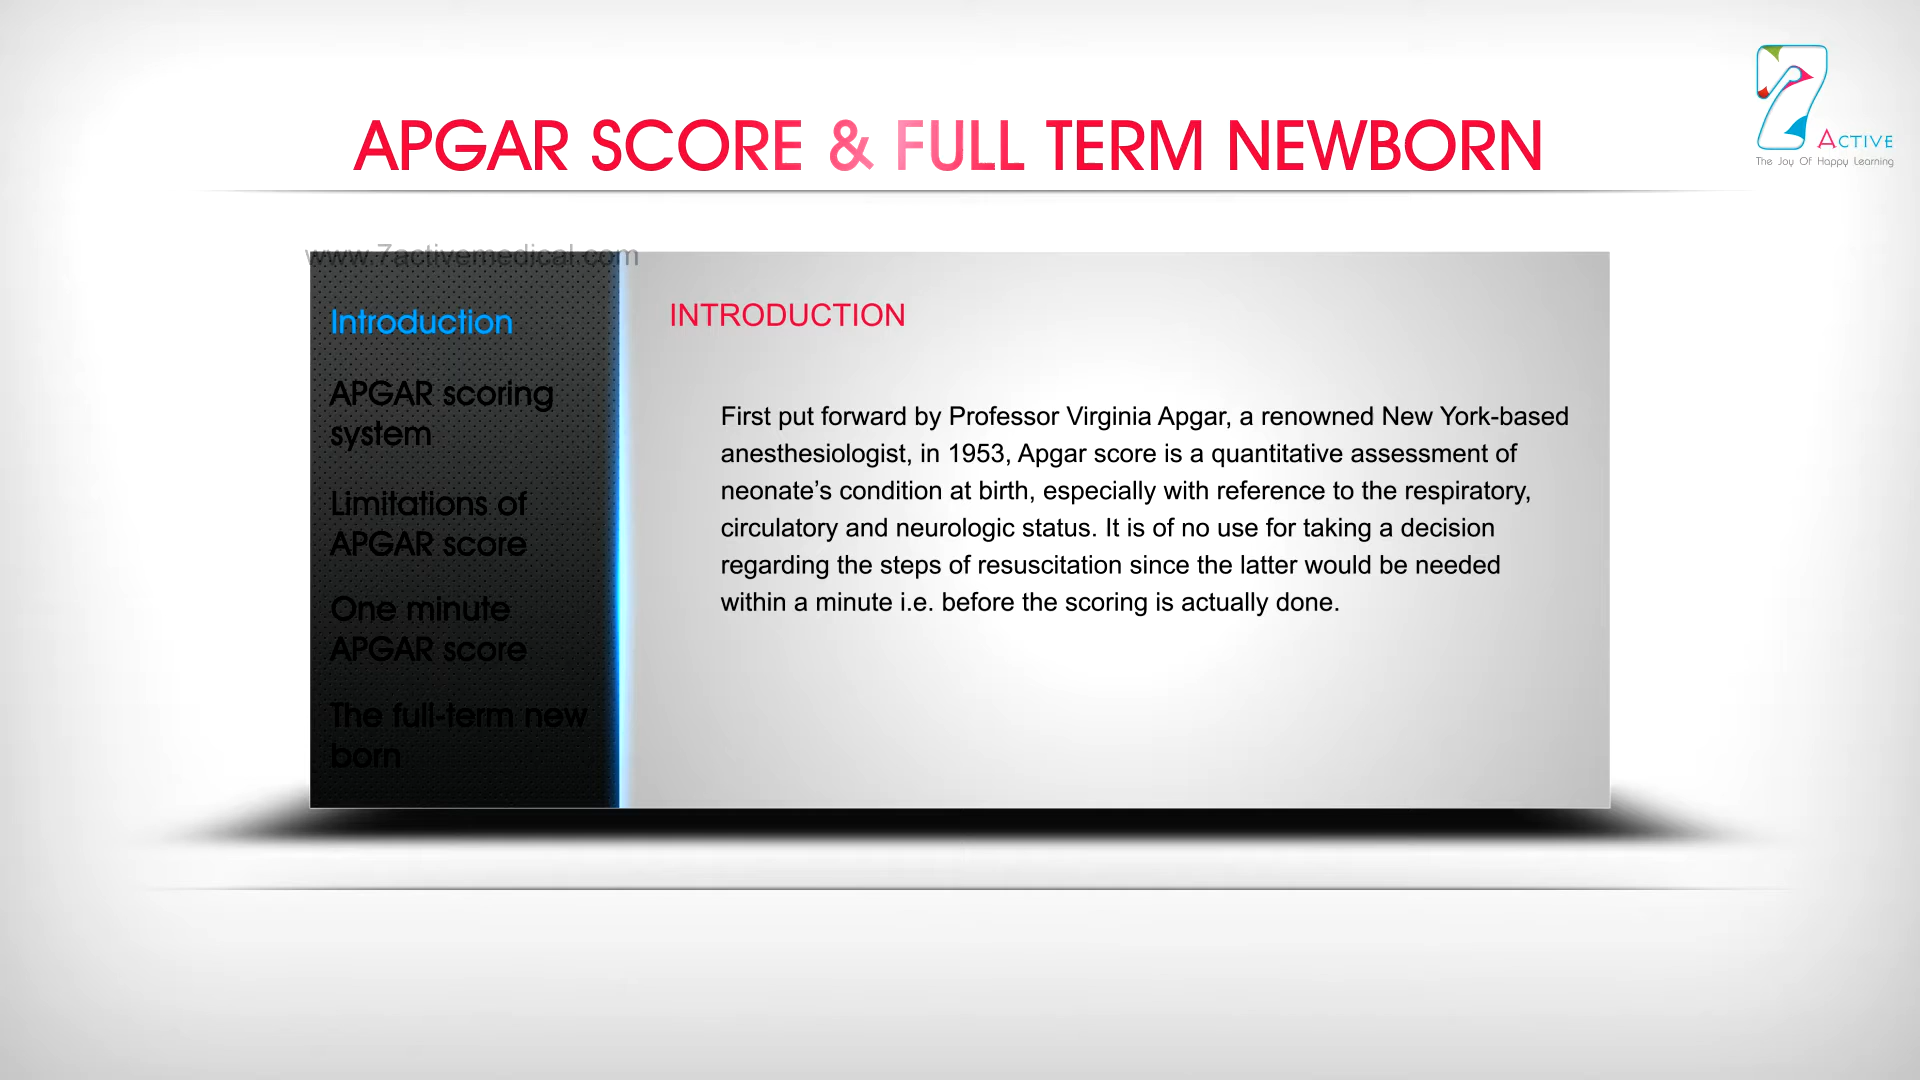 APGAR SCORE & FULL TERM NEWBORN
7
ACTIVE
The Joy Of Happy Learning
www.7activemedical.com
Introduction
APGAR scoring
system
Limitations of
APGAR score
One minute
APGAR score
The full-term new
born
INTRODUCTION
First put forward by Professor Virginia Apgar, a renowned New York-based
anesthesiologist, in 1953, Apgar score is a quantitative assessment of
neonate’s condition at birth, especially with reference to the respiratory,
circulatory and neurologic status. It is of no use for taking a decision
regarding the steps of resuscitation since the latter would be needed
within a minute i.e. before the scoring is actually done.